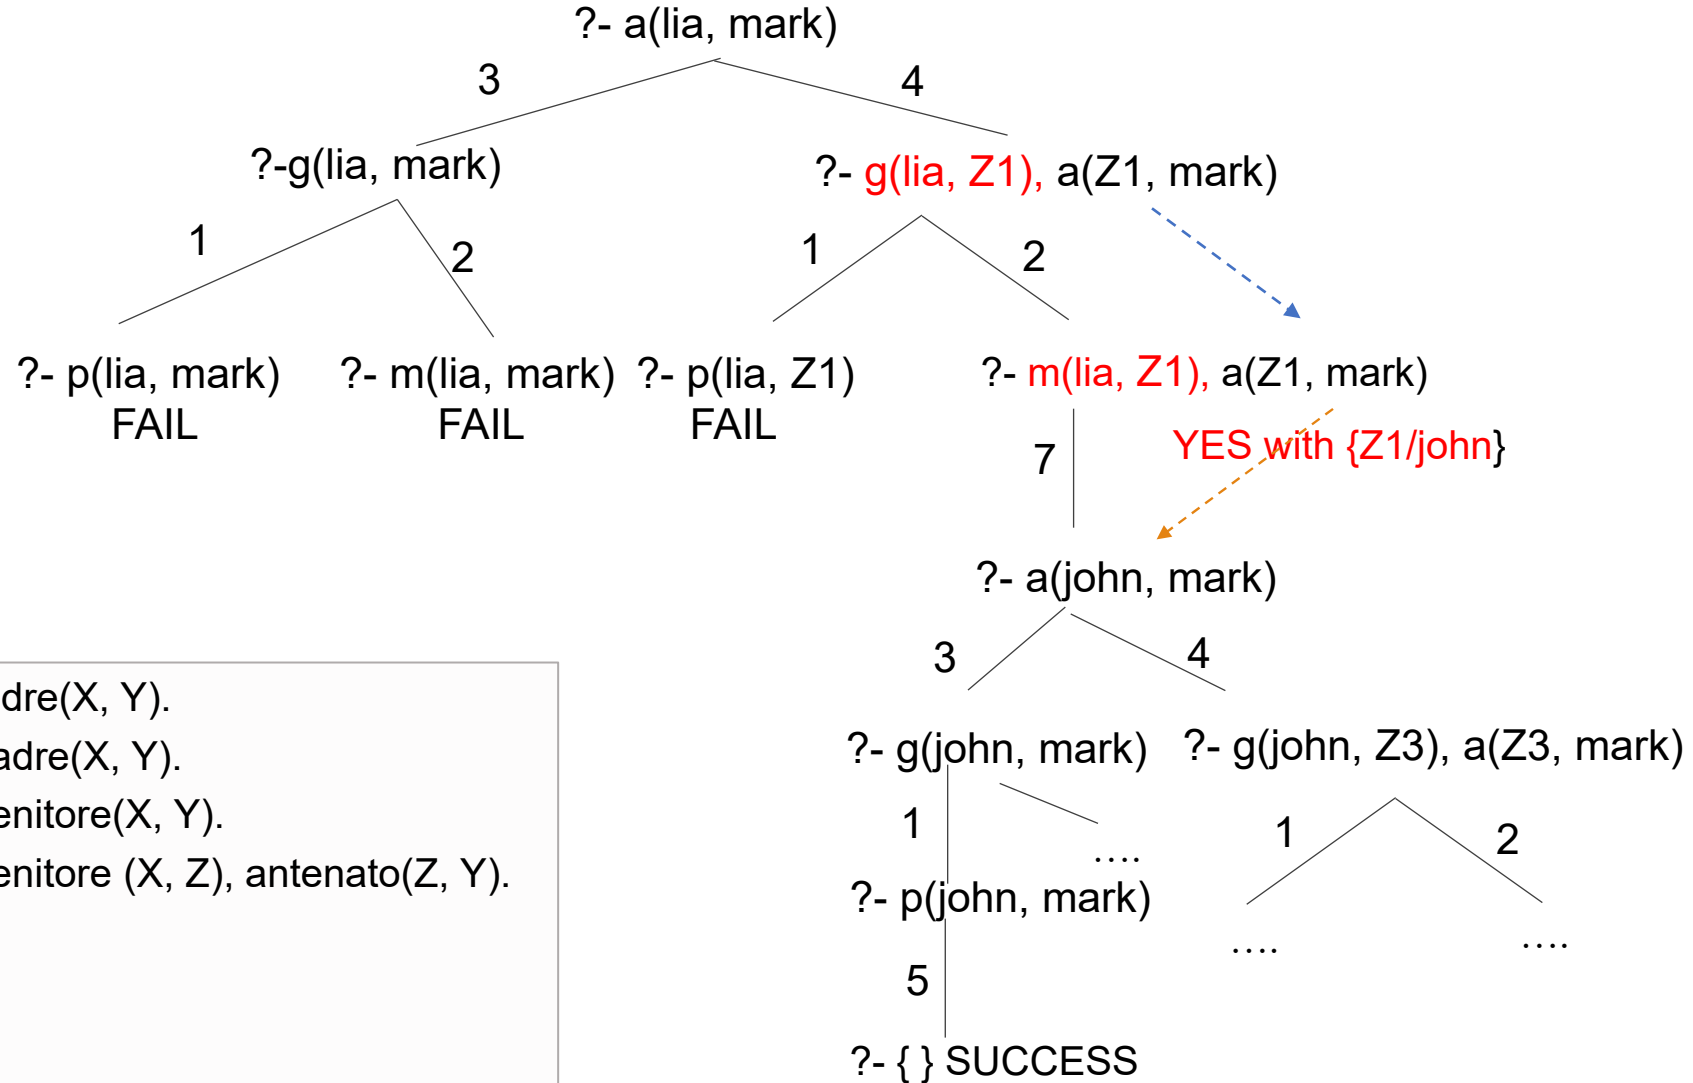 ?- a(lia, mark)
3 4
?-g(lia, mark) ?- g(lia, Z1), a(Z1, mark)
1 2 1 2
?- p(lia, mark) ?- m(lia, mark) ?- p(lia, Z1) ?- m(lia, Z1), a(Z1, mark)
FAIL FAIL FAIL
7 YES with {Z1/john}
?- a(john, mark)
3 4
dre(X, Y).
adre(X, Y).
enitore(X, Y).
enitore (X, Z), antenato(Z, Y).
?- g(john, mark) ?- g(john, Z3), a(Z3, mark)
1 .... 1 2
?- p(john, mark) .... ....
5
?- { } SUCCESS